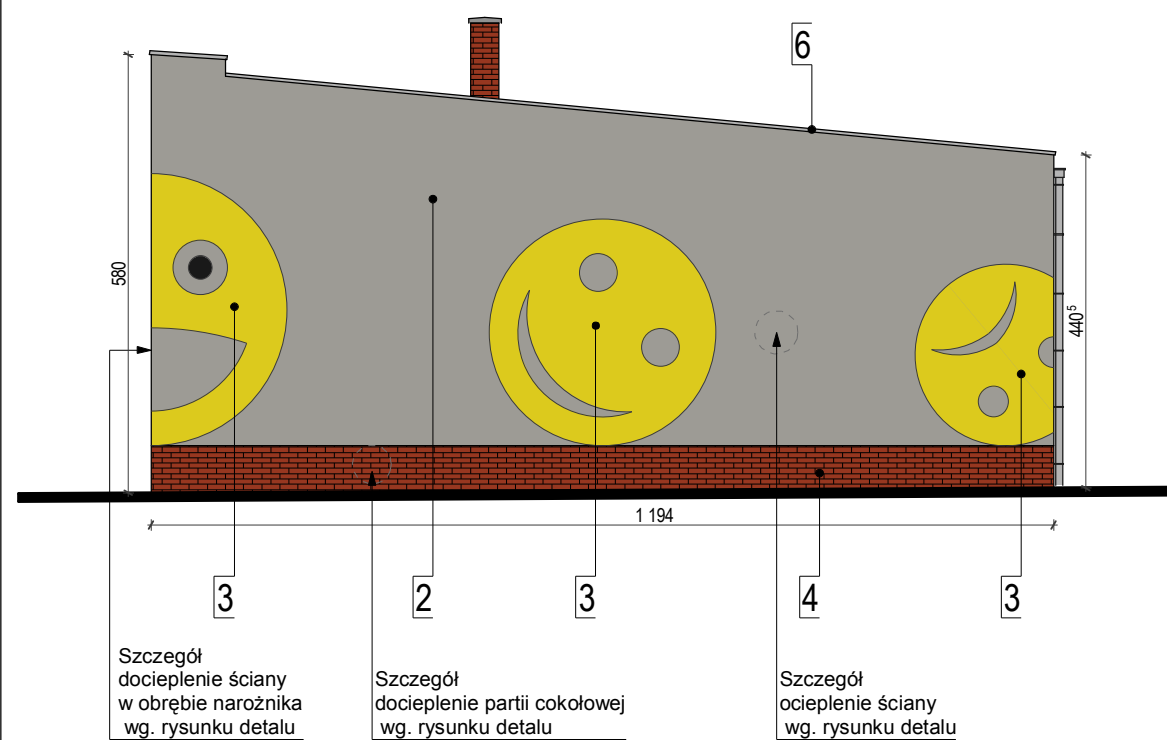 6
580
440⁵
1 194
3
2
3
4
3
Szczegół
docieplenie ściany
w obrębie narożnika
wg. rysunku detalu
Szczegół
docieplenie partii cokołowej
wg. rysunku detalu
Szczegół
ocieplenie ściany
wg. rysunku detalu